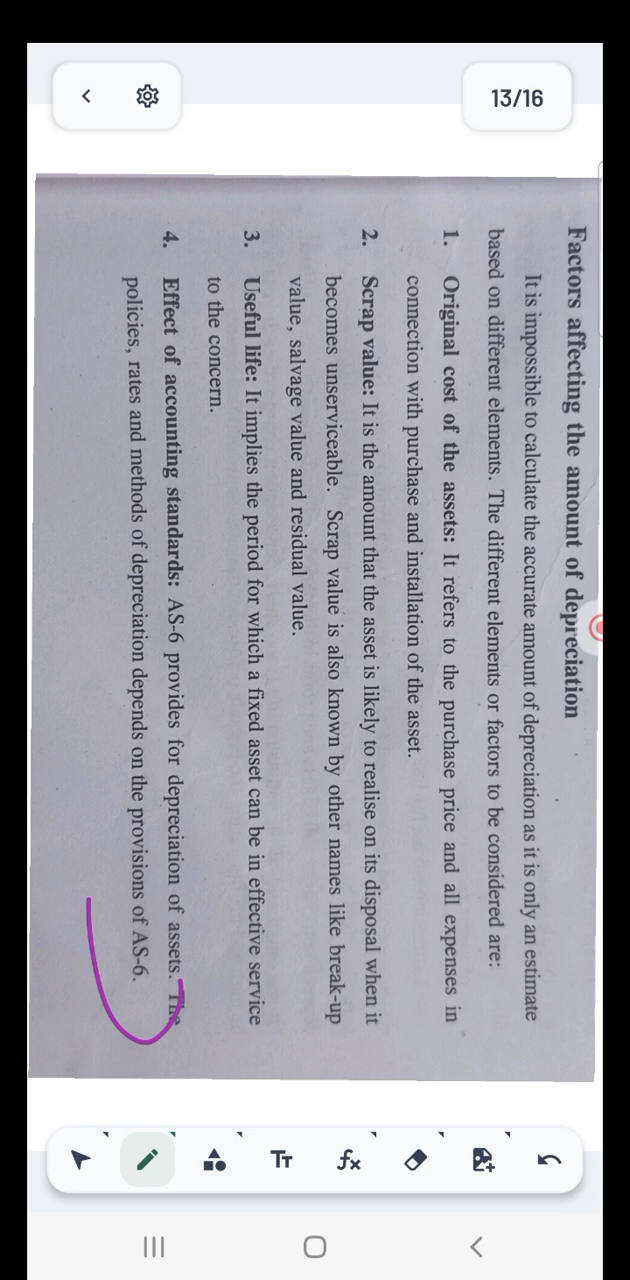 13/16
Factors affecting the amount of depreciation
It is impossible to calculate the accurate amount of depreciation as it is only an estimate
based on different elements. The different elements or factors to be considered are:
1. Original cost of the assets: It refers to the purchase price and all expenses in
connection with purchase and installation of the asset.
2. Scrap value: It is the amount that the asset is likely to realise on its disposal when it
becomes unserviceable. Scrap value is also known by other names like break-up
value, salvage value and residual value.
3. Useful life: It implies the period for which a fixed asset can be in effective service
to the concern.
4. Effect of accounting standards: AS-6 provides for depreciation of assets. The
policies, rates and methods of depreciation depends on the provisions of AS-6.
TT
fx